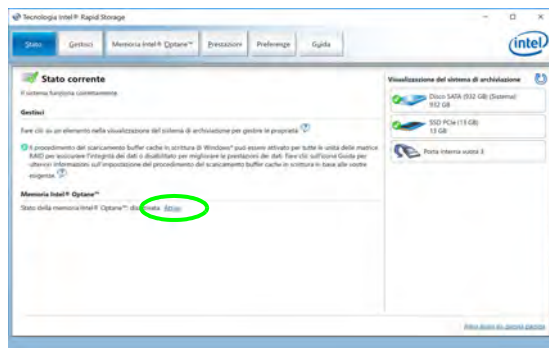 Tecnologia Intel® Rapid Storage
Stato
Gestisci
Memoria Intel® Optane™
Prestazioni
Preferenze
Guida
intel
Stato corrente
Il sistema funziona correttamente.
Gestisci
Fare clic su un elemento nella visualizzazione del sistema di archiviazione per gestire le proprietà
Il procedimento del scaricamento buffer cache in scrittura di Windows* può essere attivato per tutte le unità delle matrice
RAID per assicurare l'integrità dei dati o disabilitato per migliorare le prestazioni dei dati. Fare clic sull'icona Guida per
ulteriori informazioni sull'impostazione del procedimento del scaricamento buffer cache in scrittura in base alle vostre
esigenze.
Memoria Intel® Optane™
Stato della memoria Intel® Optane™: disattivata. Attiva
Visualizzazione del sistema di archiviazione
Disco SATA (932 GB) (Sistema)
932 GB
SSD PCIe (13 GB)
13 GB
Porta interna vuota 3